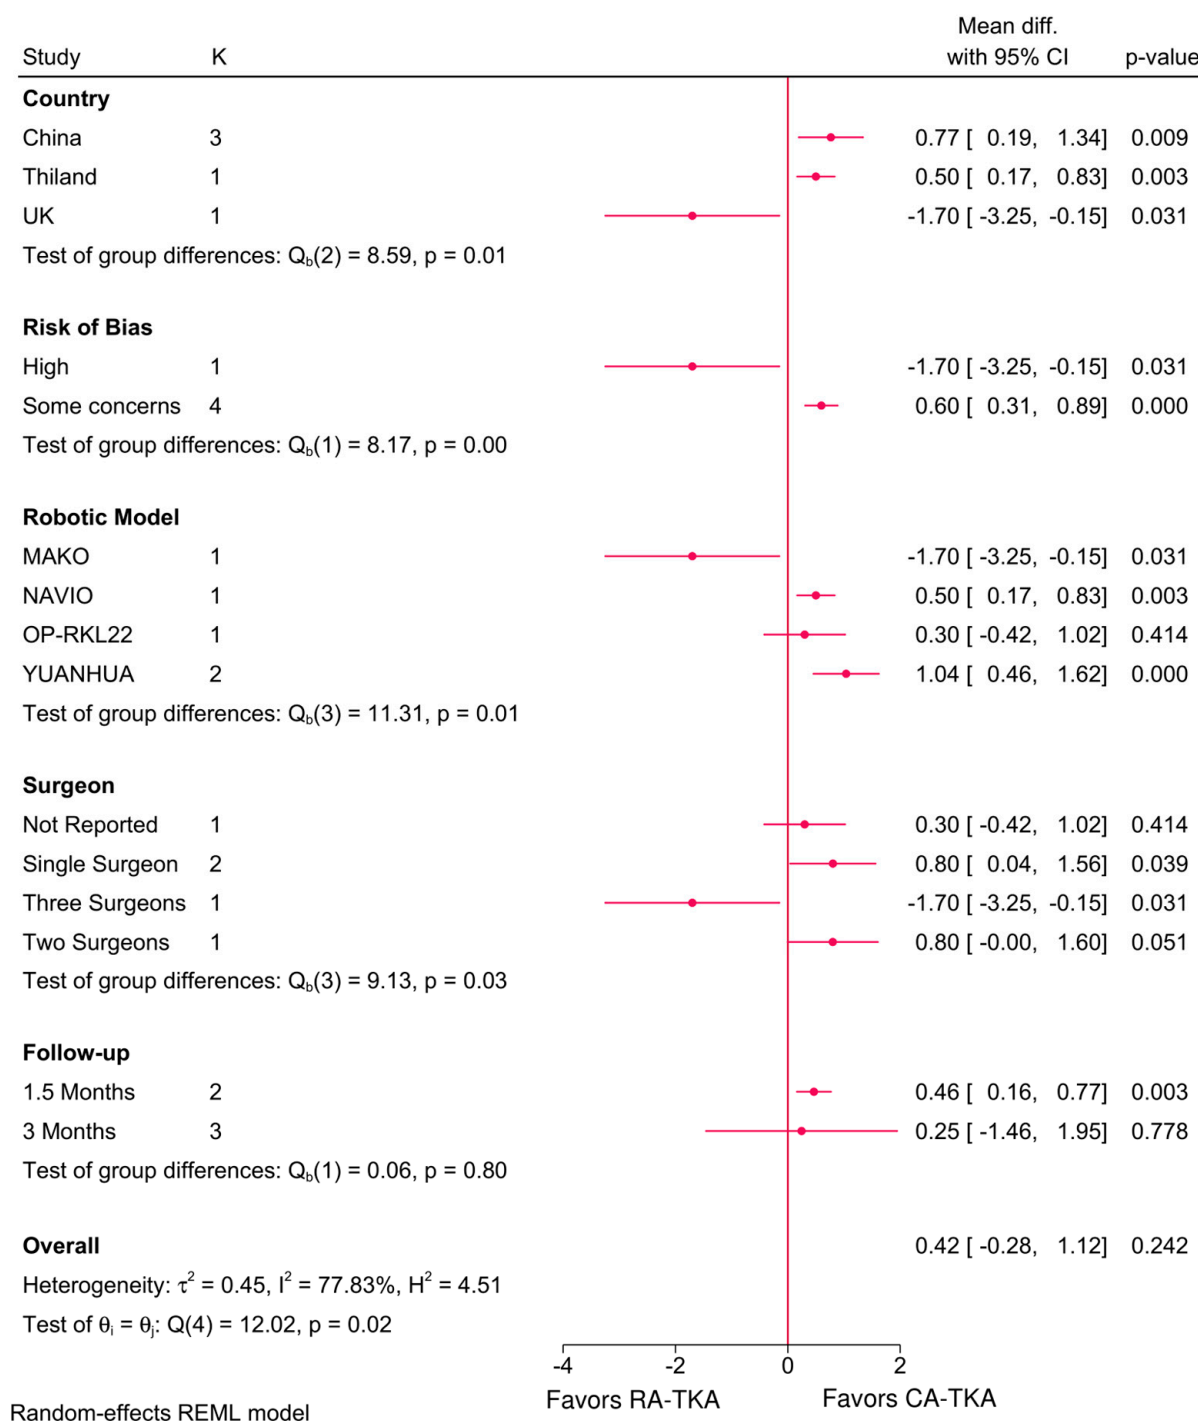 Mean diff.
Study K with 95% CI p-value
Country
China 3 0.77 [ 0.19, 1.34] 0.009
Thiland 1 0.50 [ 0.17, 0.83] 0.003
UK 1 -1.70 [ -3.25, -0.15] 0.031
Test of group differences: Q_b(2) = 8.59, p = 0.01
Risk of Bias
High 1 -1.70 [ -3.25, -0.15] 0.031
Some concerns 4 0.60 [ 0.31, 0.89] 0.000
Test of group differences: Q_b(1) = 8.17, p = 0.00
Robotic Model
MAKO 1 -1.70 [ -3.25, -0.15] 0.031
NAVIO 1 0.50 [ 0.17, 0.83] 0.003
OP-RKL22 1 0.30 [ -0.42, 1.02] 0.414
YUANHUA 2 1.04 [ 0.46, 1.62] 0.000
Test of group differences: Q_b(3) = 11.31, p = 0.01
Surgeon
Not Reported 1 0.30 [ -0.42, 1.02] 0.414
Single Surgeon 2 0.80 [ 0.04, 1.56] 0.039
Three Surgeons 1 -1.70 [ -3.25, -0.15] 0.031
Two Surgeons 1 0.80 [ -0.00, 1.60] 0.051
Test of group differences: Q_b(3) = 9.13, p = 0.03
Follow-up
1.5 Months 2 0.46 [ 0.16, 0.77] 0.003
3 Months 3 0.25 [ -1.46, 1.95] 0.778
Test of group differences: Q_b(1) = 0.06, p = 0.80
Overall 0.42 [ -0.28, 1.12] 0.242
Heterogeneity: τ² = 0.45, I² = 77.83%, H² = 4.51
Test of θᵢ = θⱼ: Q(4) = 12.02, p = 0.02
-4 -2 0 2
Favors RA-TKA Favors CA-TKA
Random-effects REML model